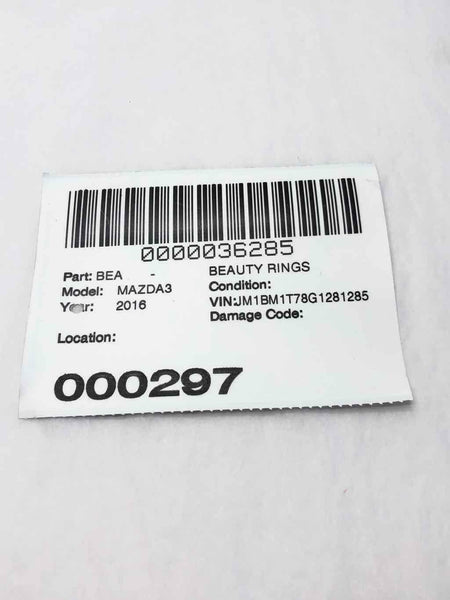 0000036285
Part: BEA - BEAUTY RINGS
Model: MAZDA3 Condition:
Year: 2016 VIN:JM1BM1T78G1281285
Damage Code:
Location:
000297